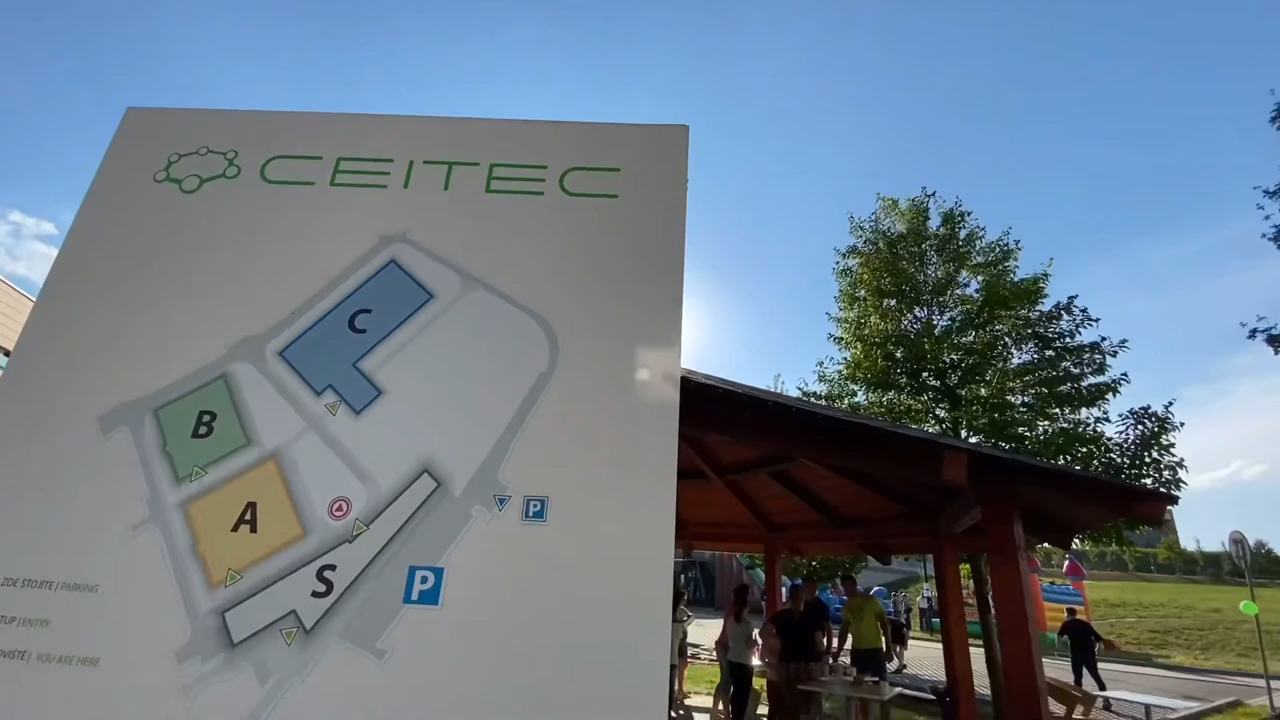 CEITEC
C
B
A
P
S
P
ZDE STOJÍTE | PARKING
TUP | ENTRY
OVIŠTĚ | YOU ARE HERE